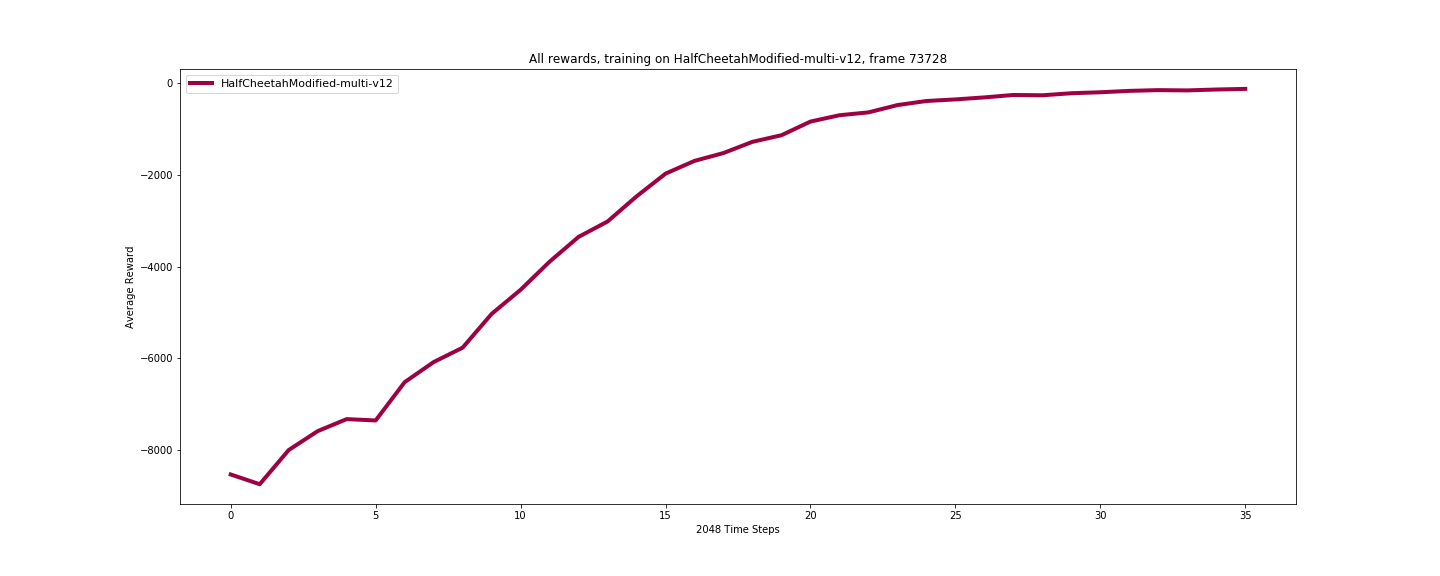 All rewards, training on HalfCheetahModified-multi-v12, frame 73728
HalfCheetahModified-multi-v12
0
−2000
−4000
−6000
−8000
Average Reward
0 5 10 15 20 25 30 35
2048 Time Steps